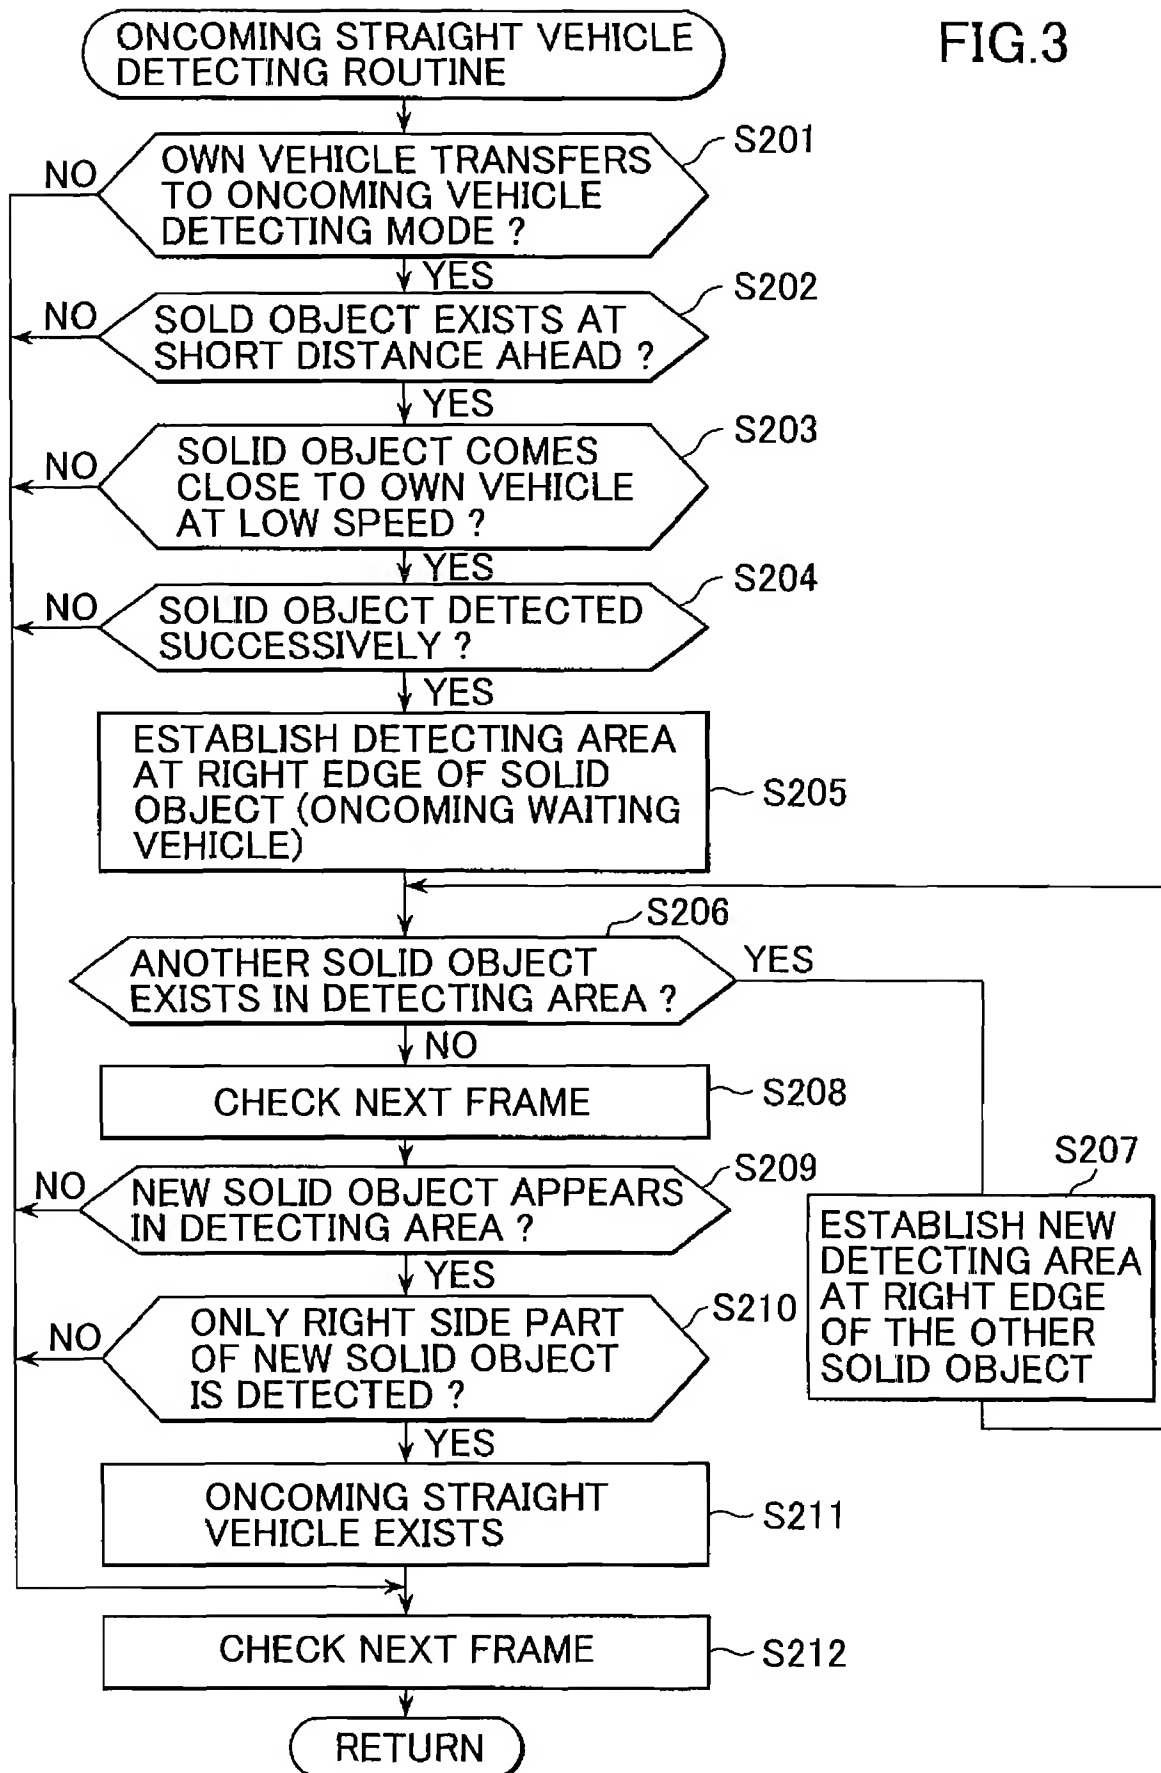 FIG.3
ONCOMING STRAIGHT VEHICLE
DETECTING ROUTINE
S201
OWN VEHICLE TRANSFERS
TO ONCOMING VEHICLE
DETECTING MODE ?
NO
YES
S202
SOLD OBJECT EXISTS AT
SHORT DISTANCE AHEAD ?
NO
YES
S203
SOLID OBJECT COMES
CLOSE TO OWN VEHICLE
AT LOW SPEED ?
NO
YES
S204
SOLID OBJECT DETECTED
SUCCESSIVELY ?
NO
YES
ESTABLISH DETECTING AREA
AT RIGHT EDGE OF SOLID
OBJECT (ONCOMING WAITING
VEHICLE)
S205
S206
ANOTHER SOLID OBJECT
EXISTS IN DETECTING AREA ?
YES
NO
CHECK NEXT FRAME
S208
S207
ESTABLISH NEW
DETECTING AREA
AT RIGHT EDGE
OF THE OTHER
SOLID OBJECT
S209
NEW SOLID OBJECT APPEARS
IN DETECTING AREA ?
NO
YES
S210
ONLY RIGHT SIDE PART
OF NEW SOLID OBJECT
IS DETECTED ?
NO
YES
ONCOMING STRAIGHT
VEHICLE EXISTS
S211
CHECK NEXT FRAME
S212
RETURN